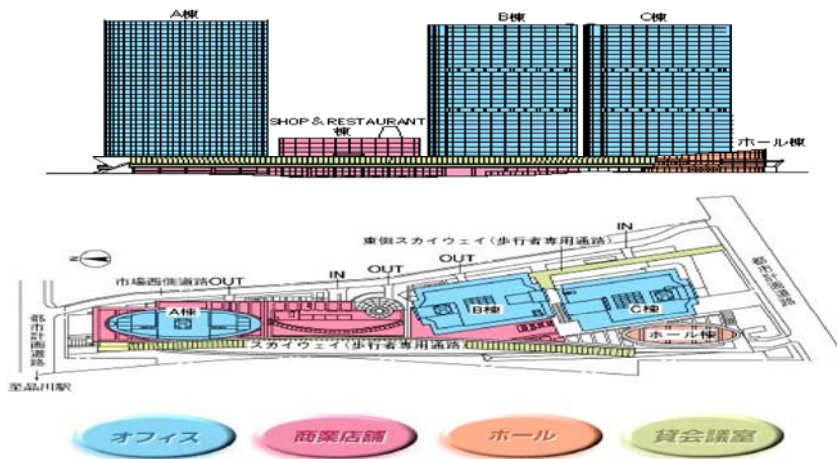 A棟
B棟
C棟
SHOP & RESTAURANT
棟
ホール棟
東側スカイウェイ(歩行者専用通路)
IN
N
市場西側道路
OUT
IN
OUT
OUT
都市計画道路
A棟
B棟
C棟
ホール棟
スカイウェイ(歩行者専用通路)
都市計画道路
至品川駅
オフィス
商業店舗
ホール
貸会議室